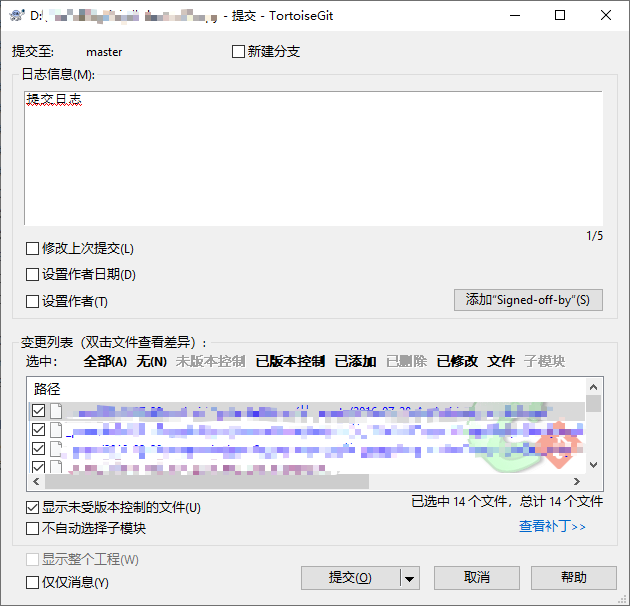 D:\ - 提交 - TortoiseGit
提交至: master 新建分支
日志信息(M):
提交日志
1/5
修改上次提交(L)
设置作者日期(D)
设置作者(T) 添加"Signed-off-by"(S)
变更列表（双击文件查看差异）:
选中: 全部(A) 无(N) 未版本控制 已版本控制 已添加 已删除 已修改 文件 子模块
路径
已选中 14 个文件，总计 14 个文件
显示未受版本控制的文件(U)
不自动选择子模块 查看补丁>>
显示整个工程(W)
仅仅消息(Y) 提交(O) 取消 帮助